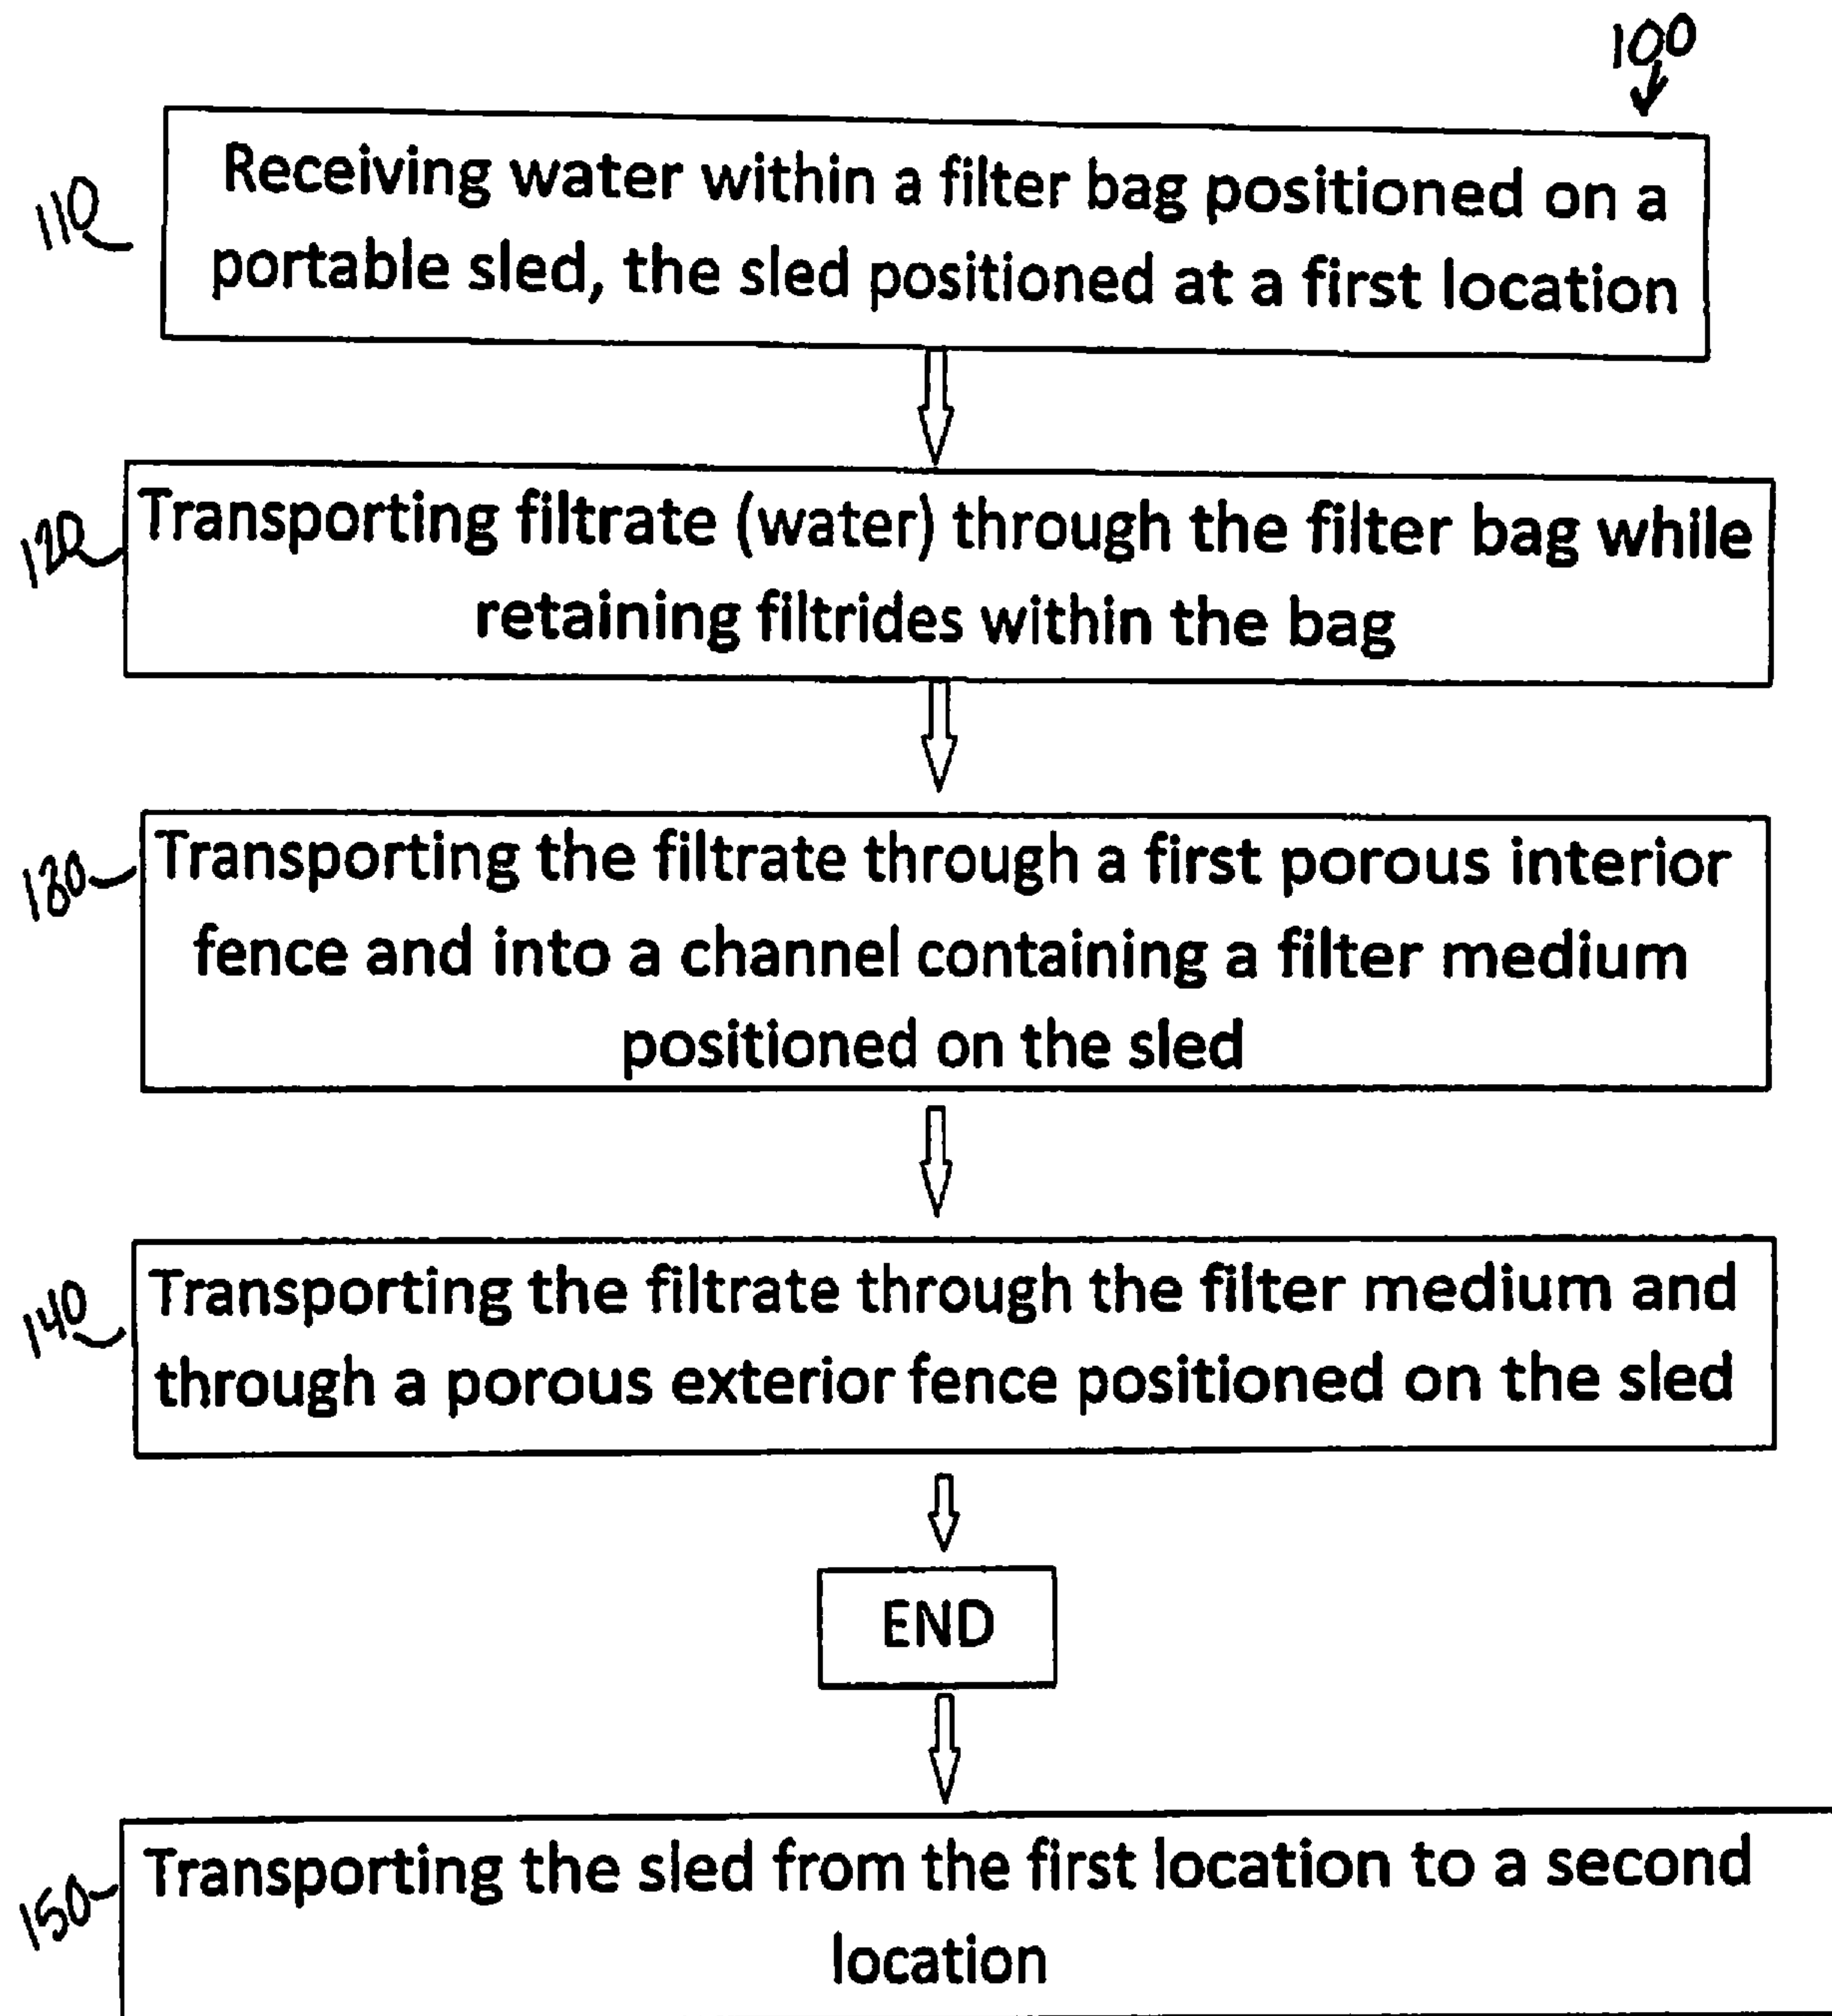 100
110
Receiving water within a filter bag positioned on a
portable sled, the sled positioned at a first location
120
Transporting filtrate (water) through the filter bag while
retaining filtrides within the bag
130
Transporting the filtrate through a first porous interior
fence and into a channel containing a filter medium
positioned on the sled
140
Transporting the filtrate through the filter medium and
through a porous exterior fence positioned on the sled
END
150
Transporting the sled from the first location to a second
location